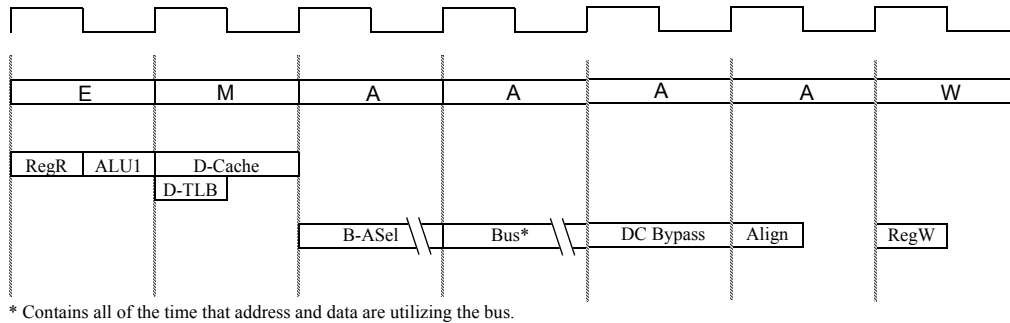 E M A A A A W
RegR ALU1 D-Cache
D-TLB
B-ASel Bus* DC Bypass Align RegW
* Contains all of the time that address and data are utilizing the bus.